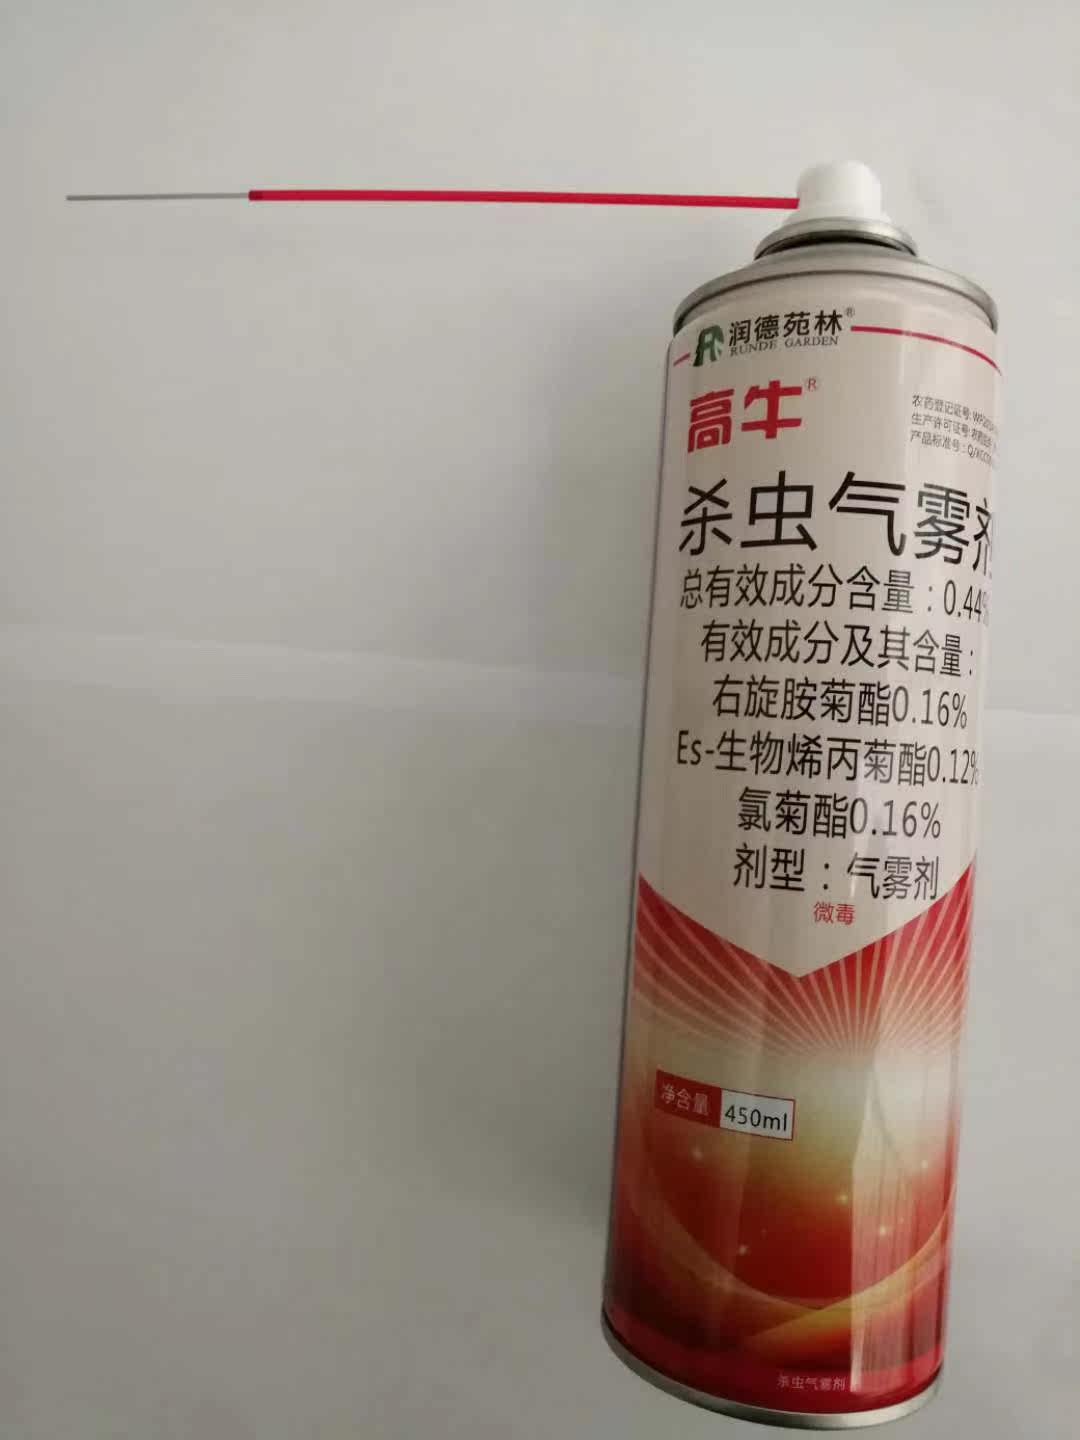 润德苑林®
RUNDE GARDEN
高牛®
农药登记证号: WP201
生产许可证号: 农药
产品标准号: Q/
杀虫气雾剂
总有效成分含量：0.44%
有效成分及其含量：
右旋胺菊酯0.16%
Es-生物烯丙菊酯0.12%
氯菊酯0.16%
剂型：气雾剂
微毒
净含量 450ml
杀虫气雾剂